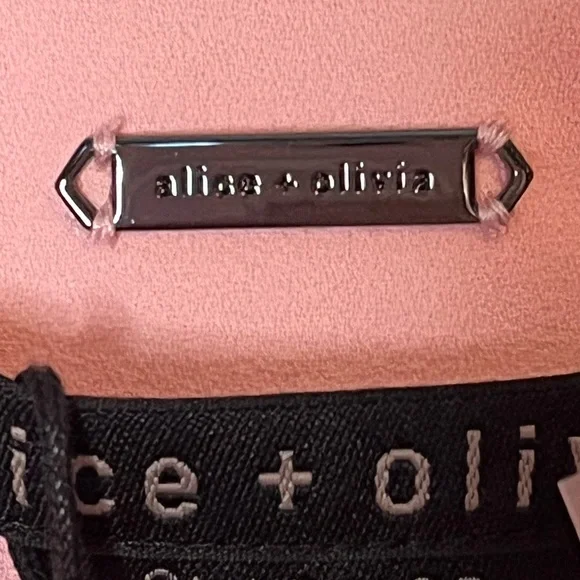 alice + olivia
ice + oli